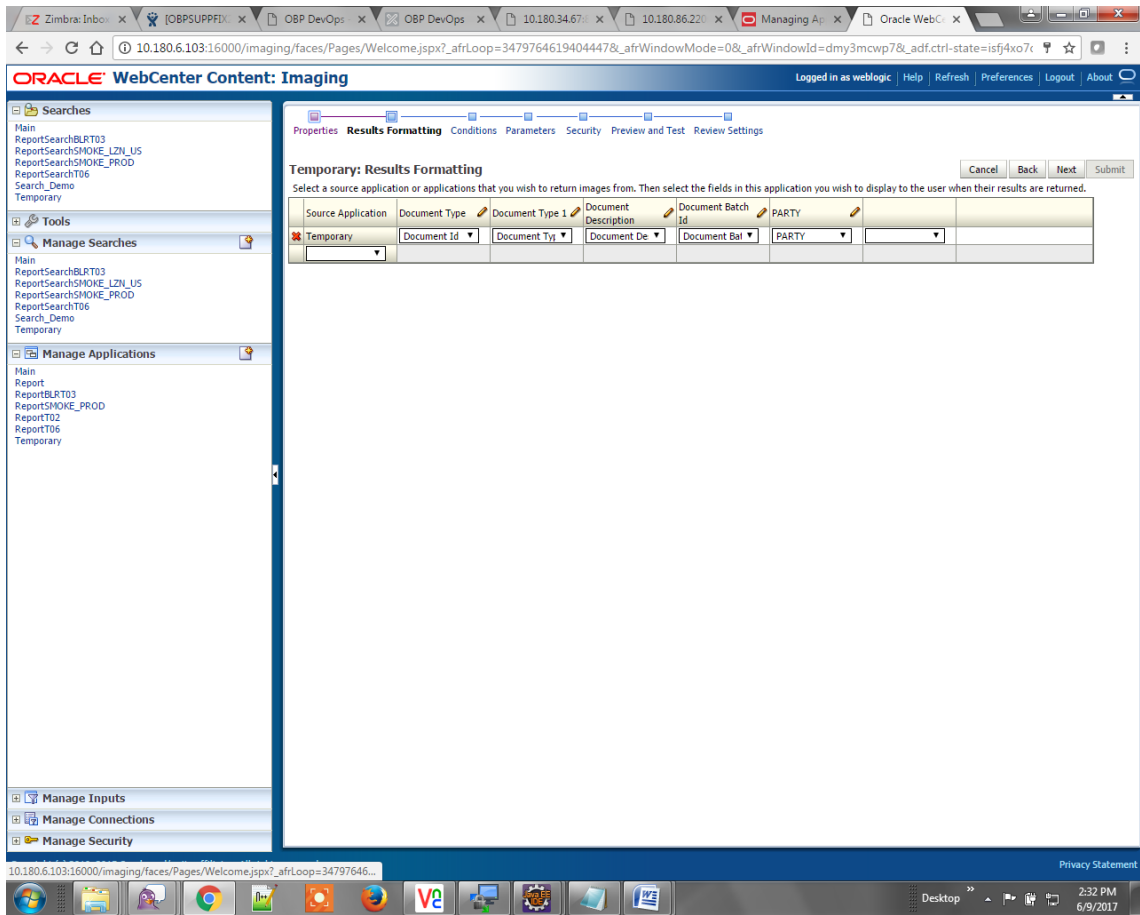 Zimbra: Inbox
[OBPSUPPFIX
OBP DevOps
OBP DevOps
10.180.34.67:
10.180.86.220
Managing Ap
Oracle WebCe
10.180.6.103:16000/imaging/faces/Pages/Welcome.jspx?_afrLoop=34797646194044447&_afrWindowMode=0&_afrWindowId=dmy3mcwp7&_adf.ctrl-state=isfj4xo7c
ORACLE WebCenter Content: Imaging
Logged in as weblogic Help Refresh Preferences Logout About
Searches
Main
ReportSearchBLRT03
ReportSearchSMOKE_LZN_US
ReportSearchSMOKE_PROD
ReportSearchT06
Search_Demo
Temporary
Tools
Manage Searches
Main
ReportSearchBLRT03
ReportSearchSMOKE_LZN_US
ReportSearchSMOKE_PROD
ReportSearchT06
Search_Demo
Temporary
Manage Applications
Main
Report
ReportBLRT03
ReportSMOKE_PROD
ReportT02
ReportT06
Temporary
Manage Inputs
Manage Connections
Manage Security
Properties Results Formatting Conditions Parameters Security Preview and Test Review Settings
Temporary: Results Formatting
Cancel Back Next Submit
Select a source application or applications that you wish to return images from. Then select the fields in this application you wish to display to the user when their results are returned.
Source Application Document Type Document Type 1 Document Description Document Batch Id PARTY
Temporary Document Id Document Typ Document De Document Bat PARTY
Privacy Statement
10.180.6.103:16000/imaging/faces/Pages/Welcome.jspx?_afrLoop=34797646...
Desktop
2:32 PM
6/9/2017